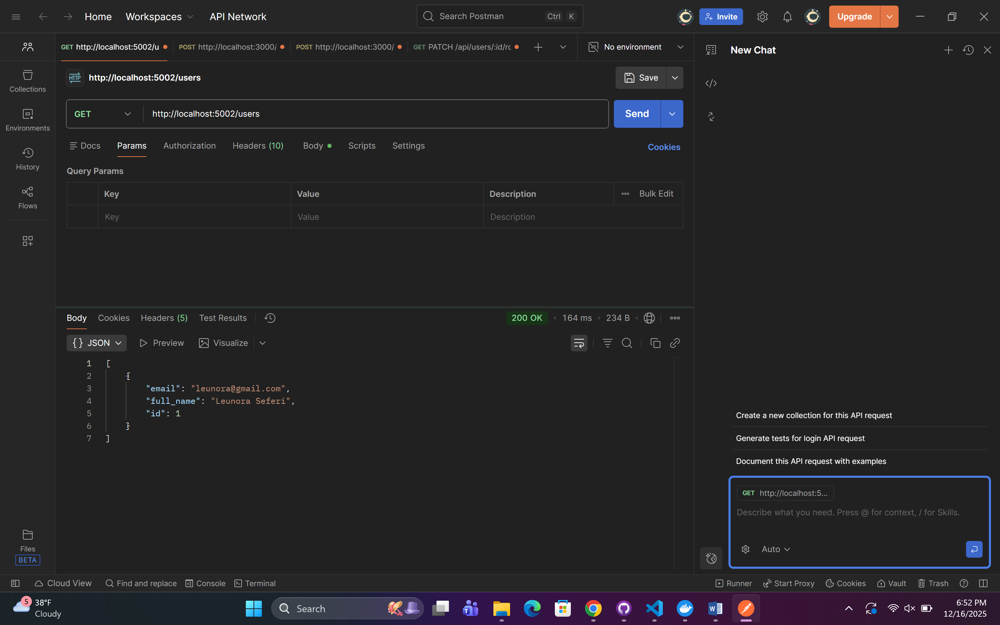 Home Workspaces API Network Search Postman Ctrl K Invite Upgrade
GET http://localhost:5002/u POST http://localhost:3000/ POST http://localhost:3000/ GET PATCH /api/users/:id/rc No environment New Chat
HTTP http://localhost:5002/users Save
Collections
GET http://localhost:5002/users Send
Environments
Docs Params Authorization Headers (10) Body Scripts Settings Cookies
History
Query Params
Key Value Description Bulk Edit
Flows
Key Value Description
Body Cookies Headers (5) Test Results 200 OK 164 ms 234 B
{} JSON Preview Visualize
1 [
2 {
3 "email": "leunora@gmail.com",
4 "full_name": "Leunora Seferi",
5 "id": 1
6 }
7 ]
Create a new collection for this API request
Generate tests for login API request
Document this API request with examples
GET http://localhost:5...
Describe what you need. Press @ for context, / for Skills.
Files
BETA
Auto
Cloud View Find and replace Console Terminal Runner Start Proxy Cookies Vault Trash
5 38°F
Cloudy
Search
6:52 PM
12/16/2025